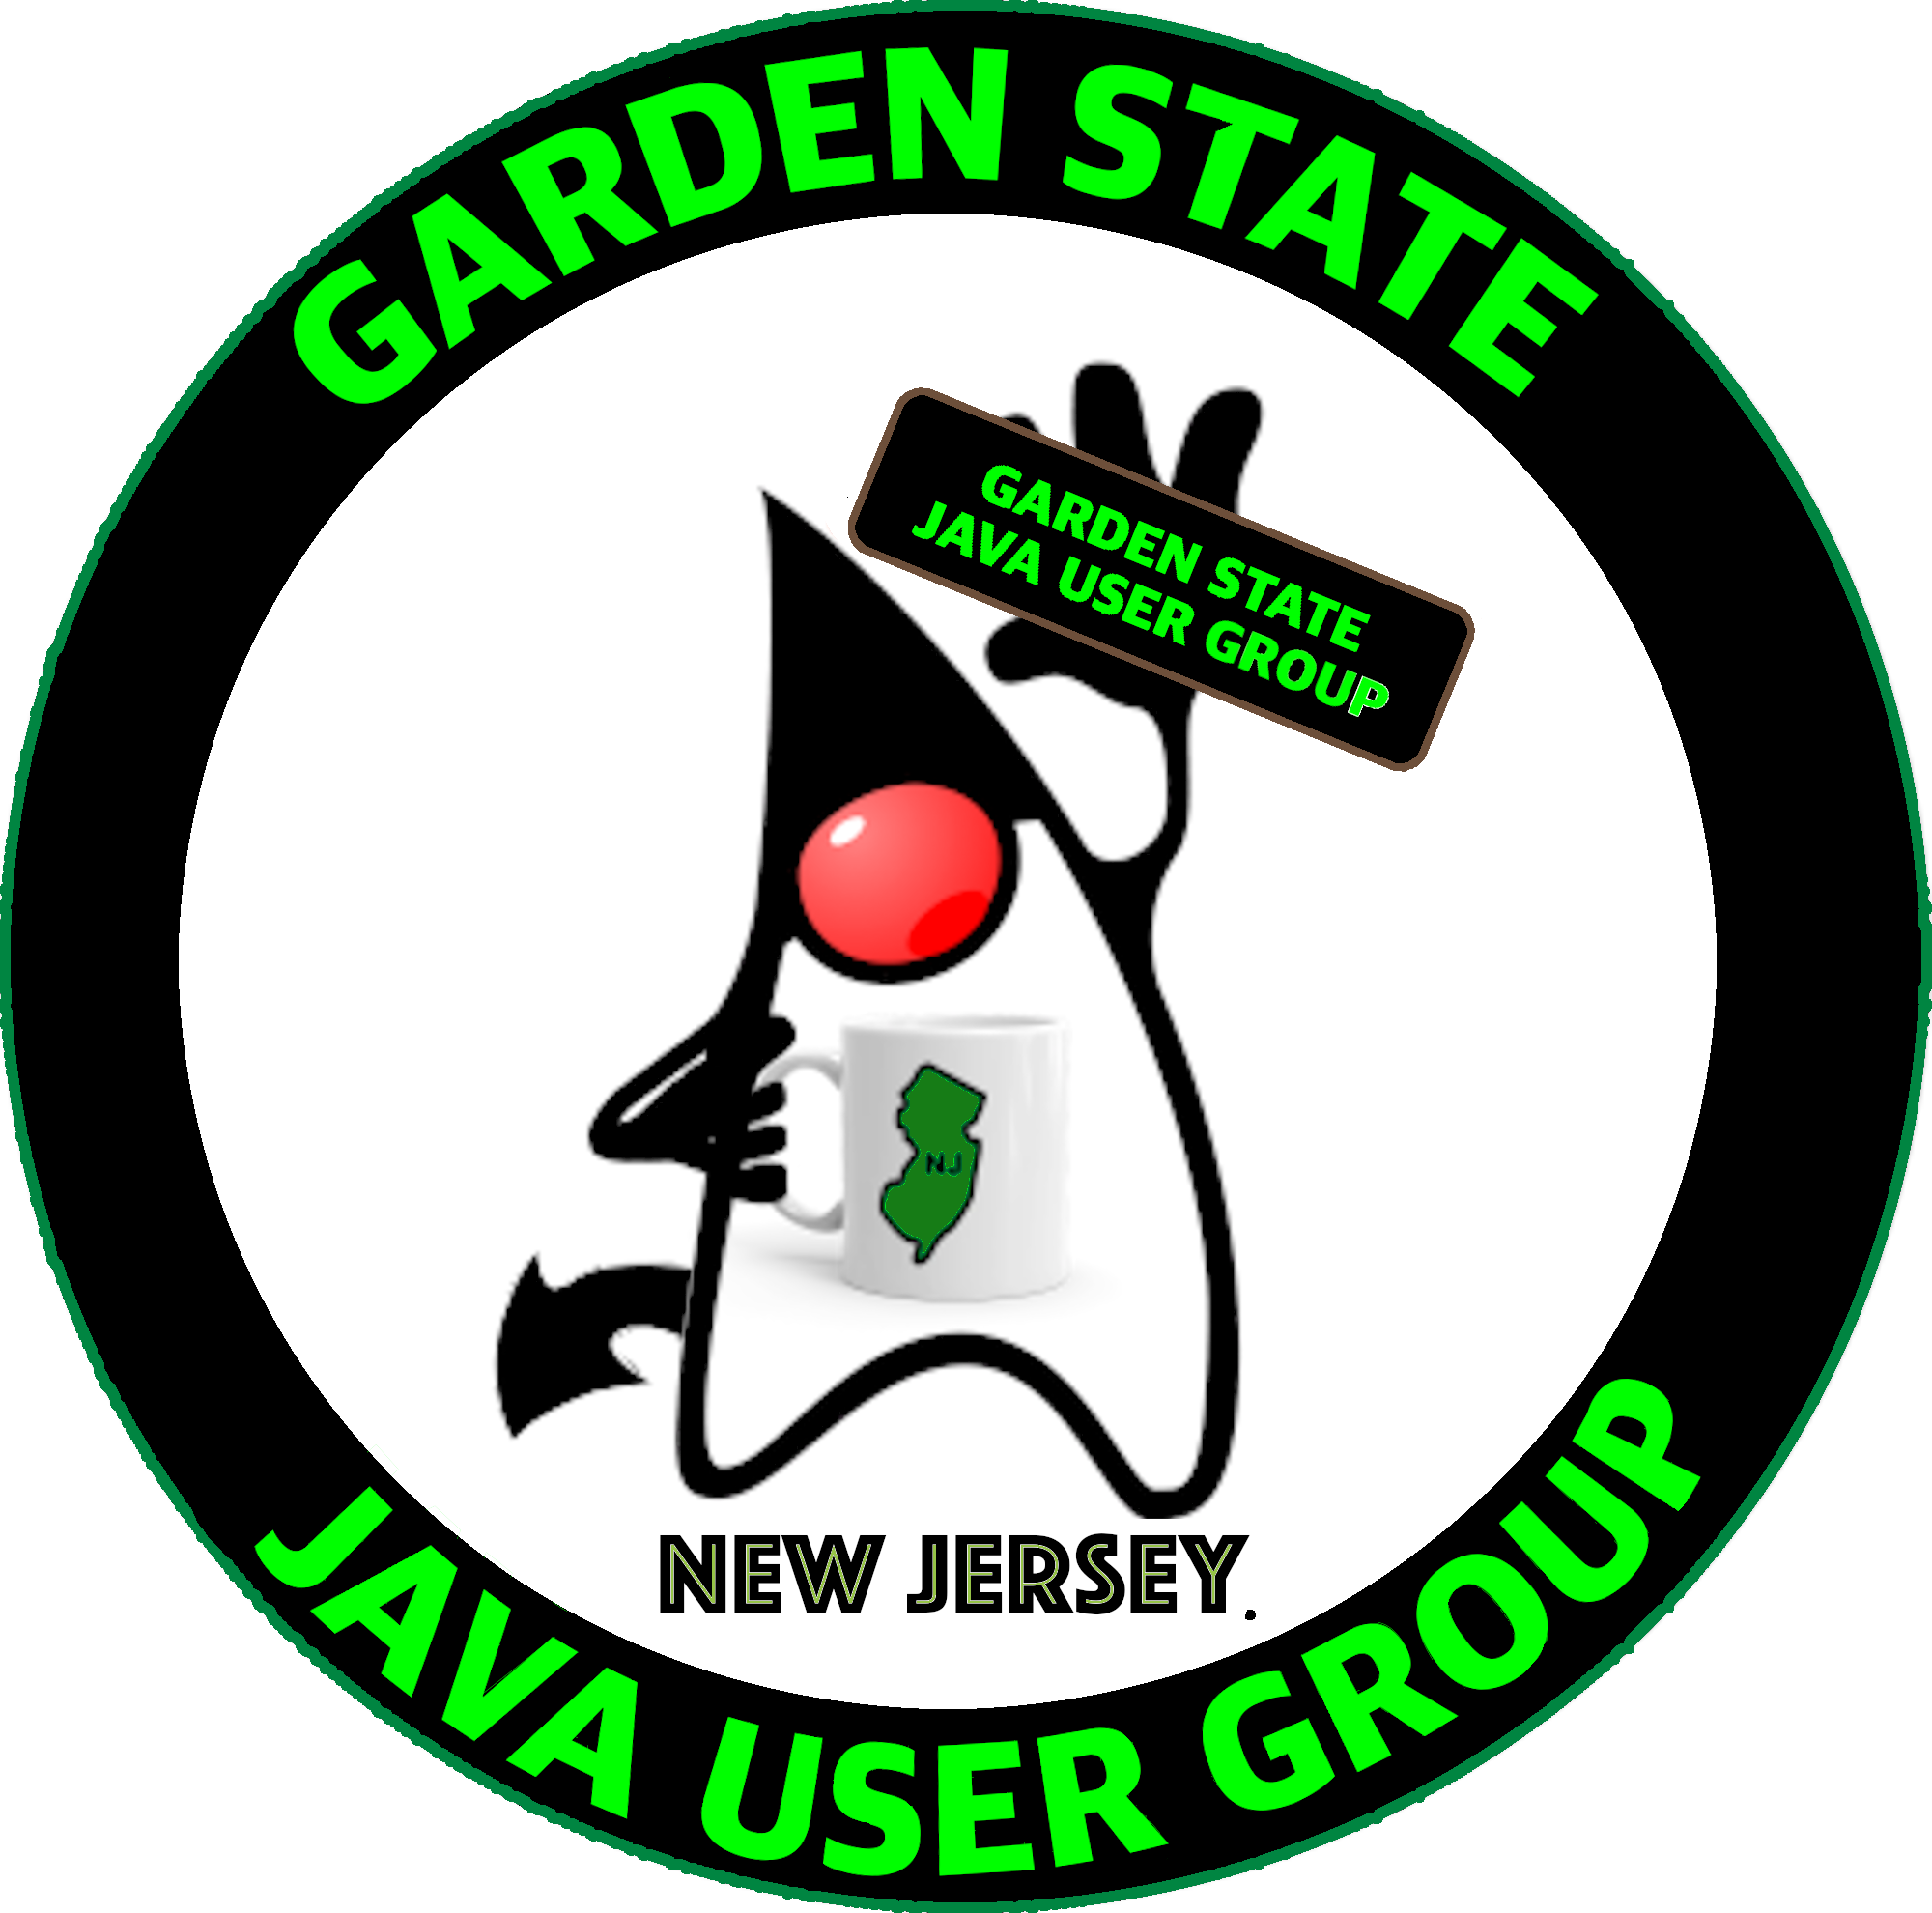 GARDEN STATE
GARDEN STATE
JAVA USER GROUP
NJ
NEW JERSEY.
JAVA USER GROUP